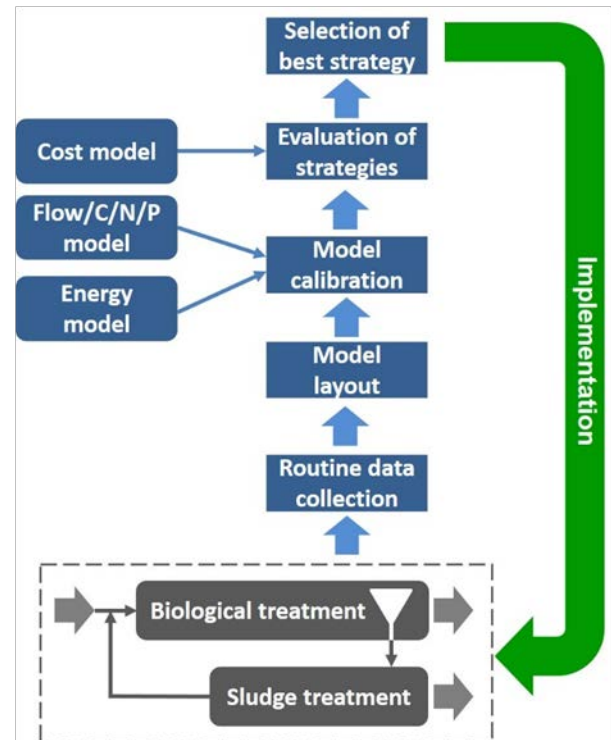 Selection of
best strategy
Cost model
Evaluation of
strategies
Flow/C/N/P
model
Model
calibration
Energy
model
Implementation
Model
layout
Routine data
collection
Biological treatment
Sludge treatment